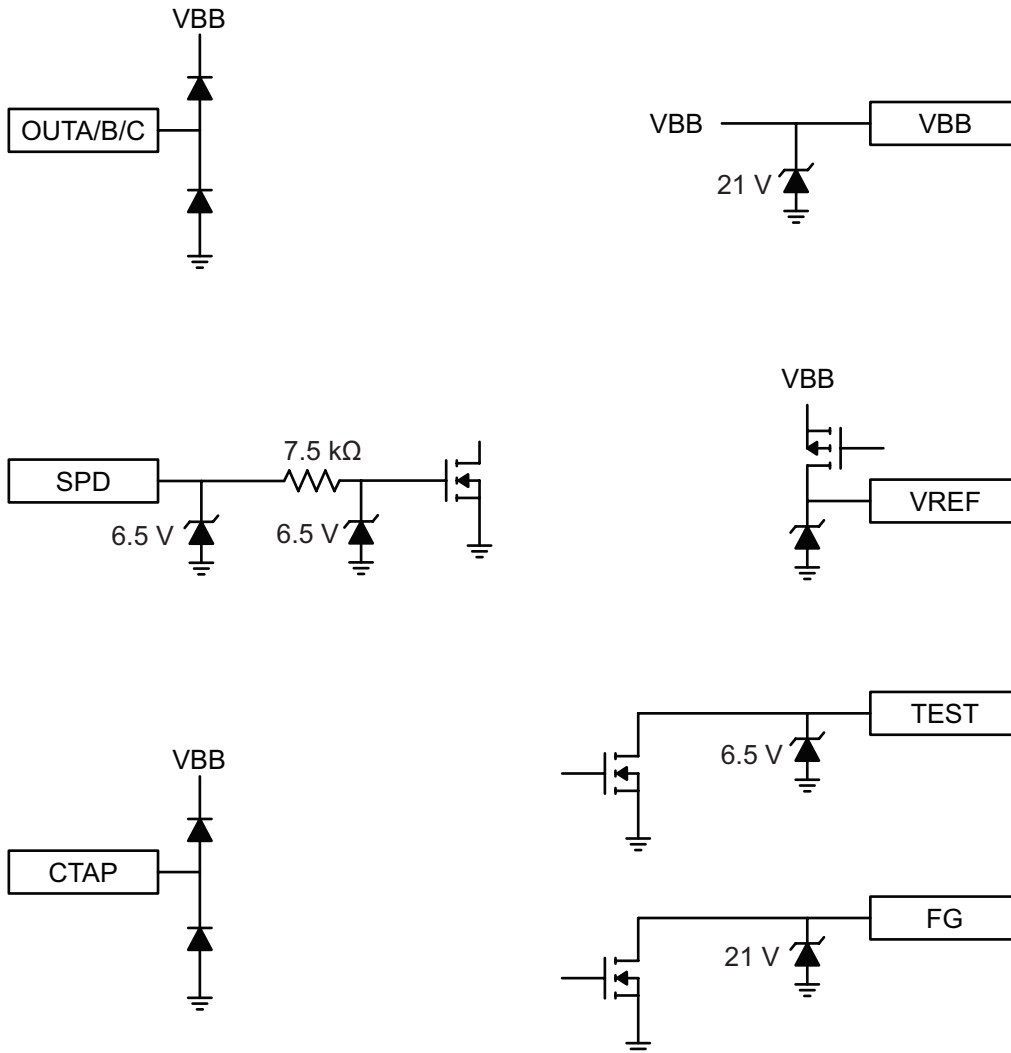 VBB
OUTA/B/C
VBB
VBB
21 V
SPD
7.5 kΩ
6.5 V
6.5 V
VBB
VREF
VBB
CTAP
TEST
6.5 V
FG
21 V